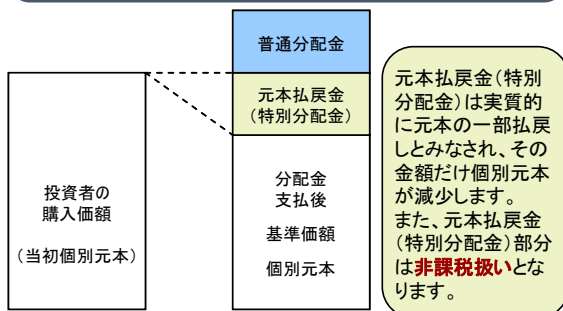 普通分配金
元本払戻金
(特別分配金)
投資者の
購入価額
(当初個別元本)
分配金
支払後
基準価額
個別元本
元本払戻金(特別
分配金)は実質的
に元本の一部払戻
しとみなされ、その
金額だけ個別元本
が減少します。
また、元本払戻金
(特別分配金)部分
は非課税扱いとな
ります。